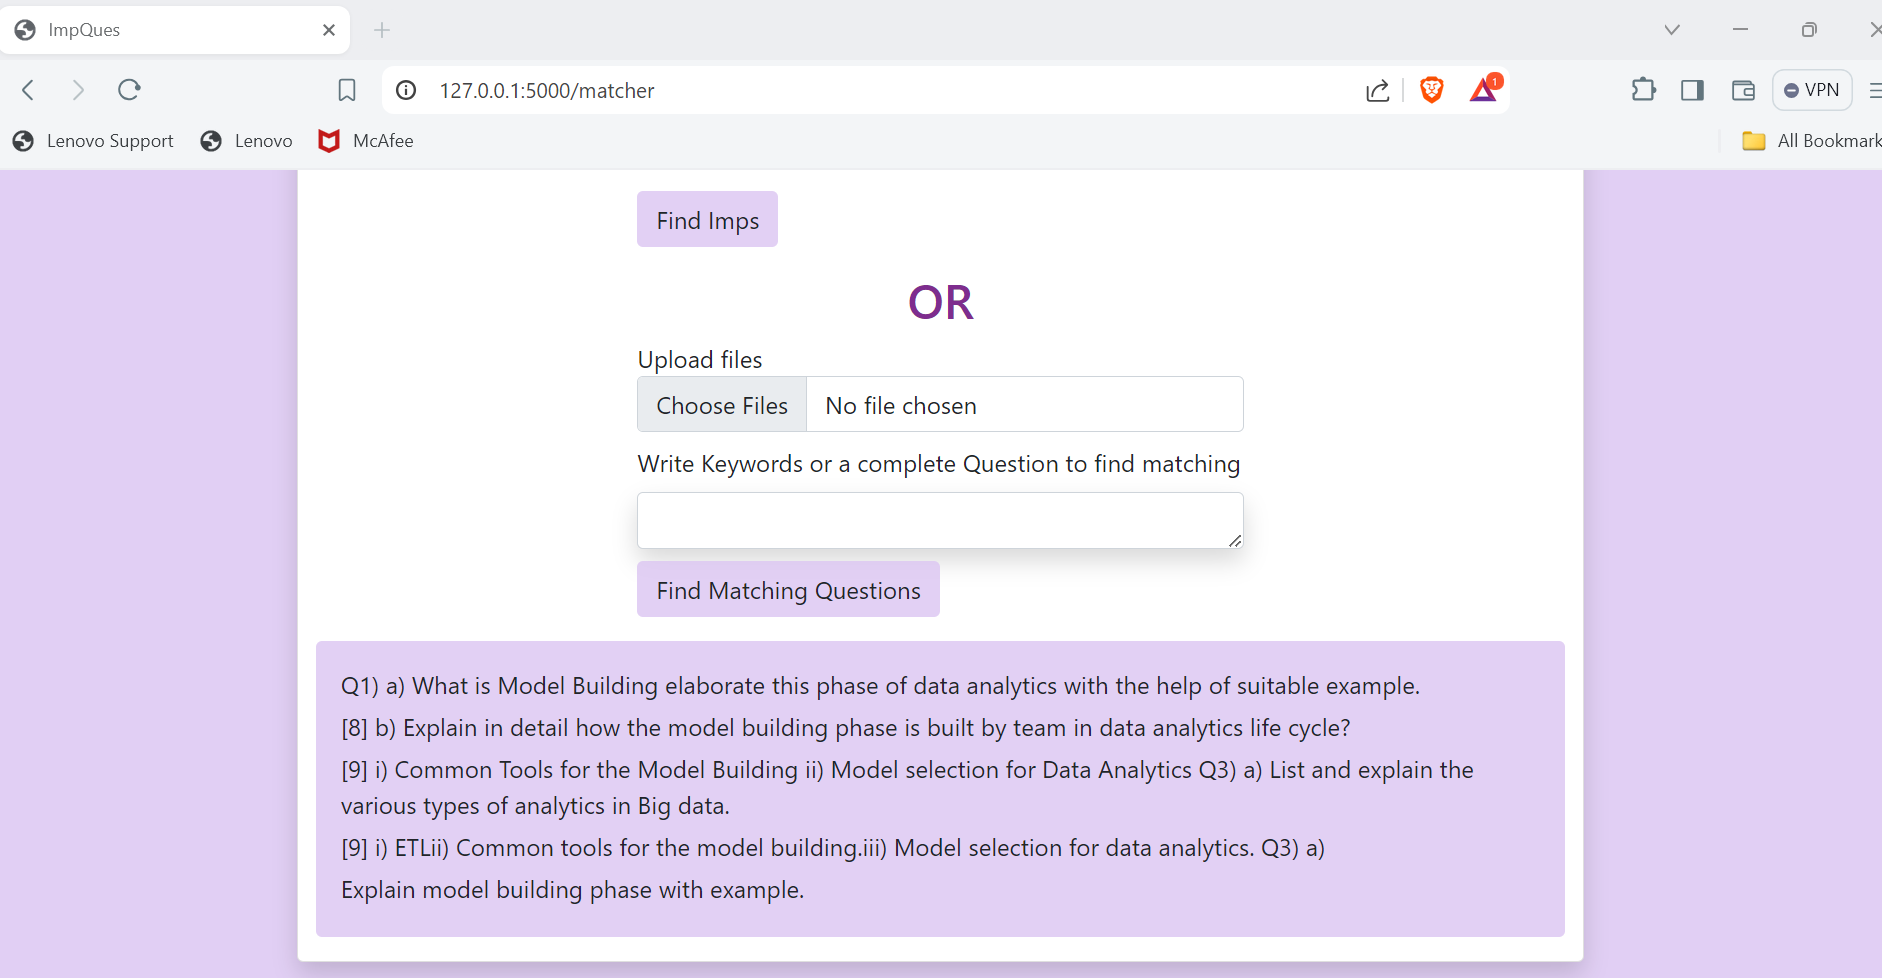 ImpQues
127.0.0.1:5000/matcher
1
VPN
Lenovo Support
Lenovo
McAfee
All Bookmark
Find Imps
OR
Upload files
Choose Files
No file chosen
Write Keywords or a complete Question to find matching
Find Matching Questions
Q1) a) What is Model Building elaborate this phase of data analytics with the help of suitable example.
[8] b) Explain in detail how the model building phase is built by team in data analytics life cycle?
[9] i) Common Tools for the Model Building ii) Model selection for Data Analytics Q3) a) List and explain the
various types of analytics in Big data.
[9] i) ETLii) Common tools for the model building.iii) Model selection for data analytics. Q3) a)
Explain model building phase with example.